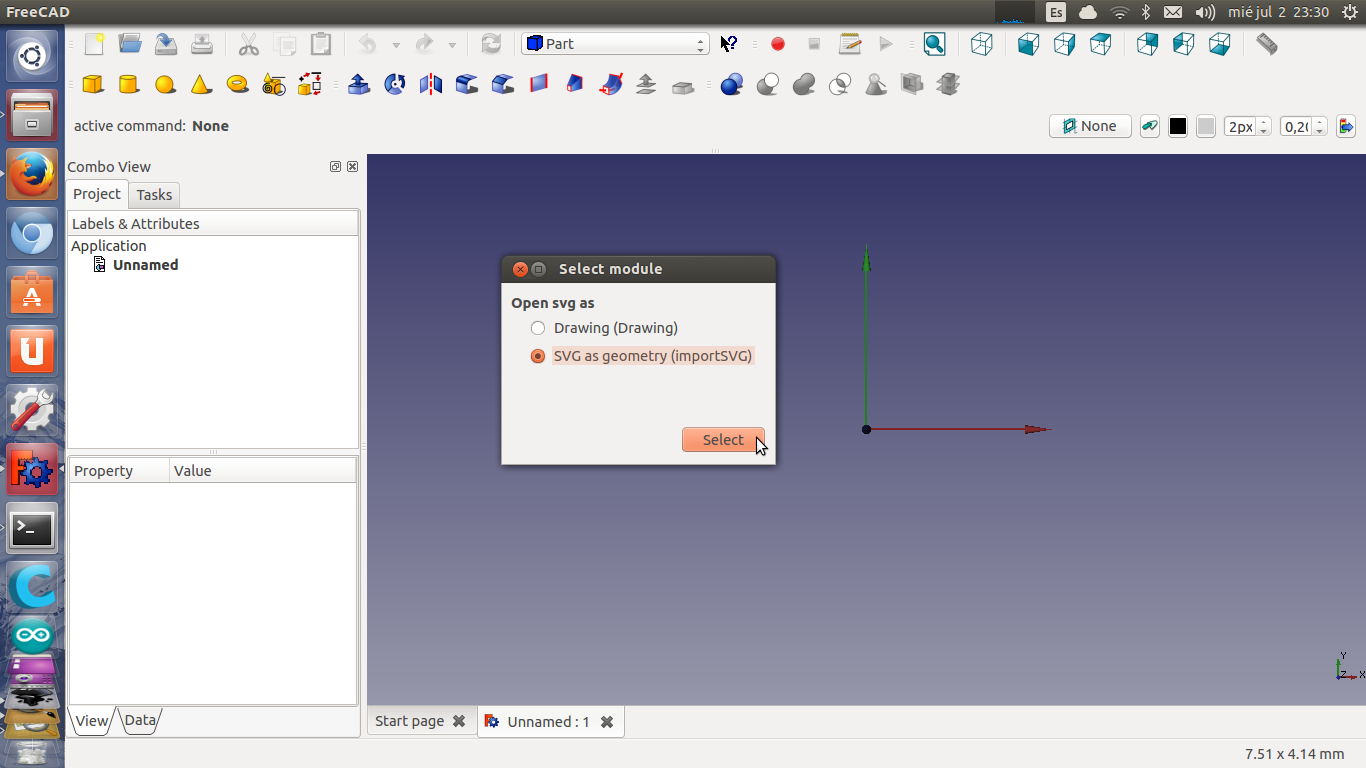 FreeCAD
Es
mié jul 2 23:30
Part
active command: None
None
2px
0,20
Combo View
Project
Tasks
Labels & Attributes
Application
Unnamed
Select module
Open svg as
Drawing (Drawing)
SVG as geometry (importSVG)
Select
Property
Value
View
Data
Start page
Unnamed : 1
Y
Z
X
7.51 x 4.14 mm